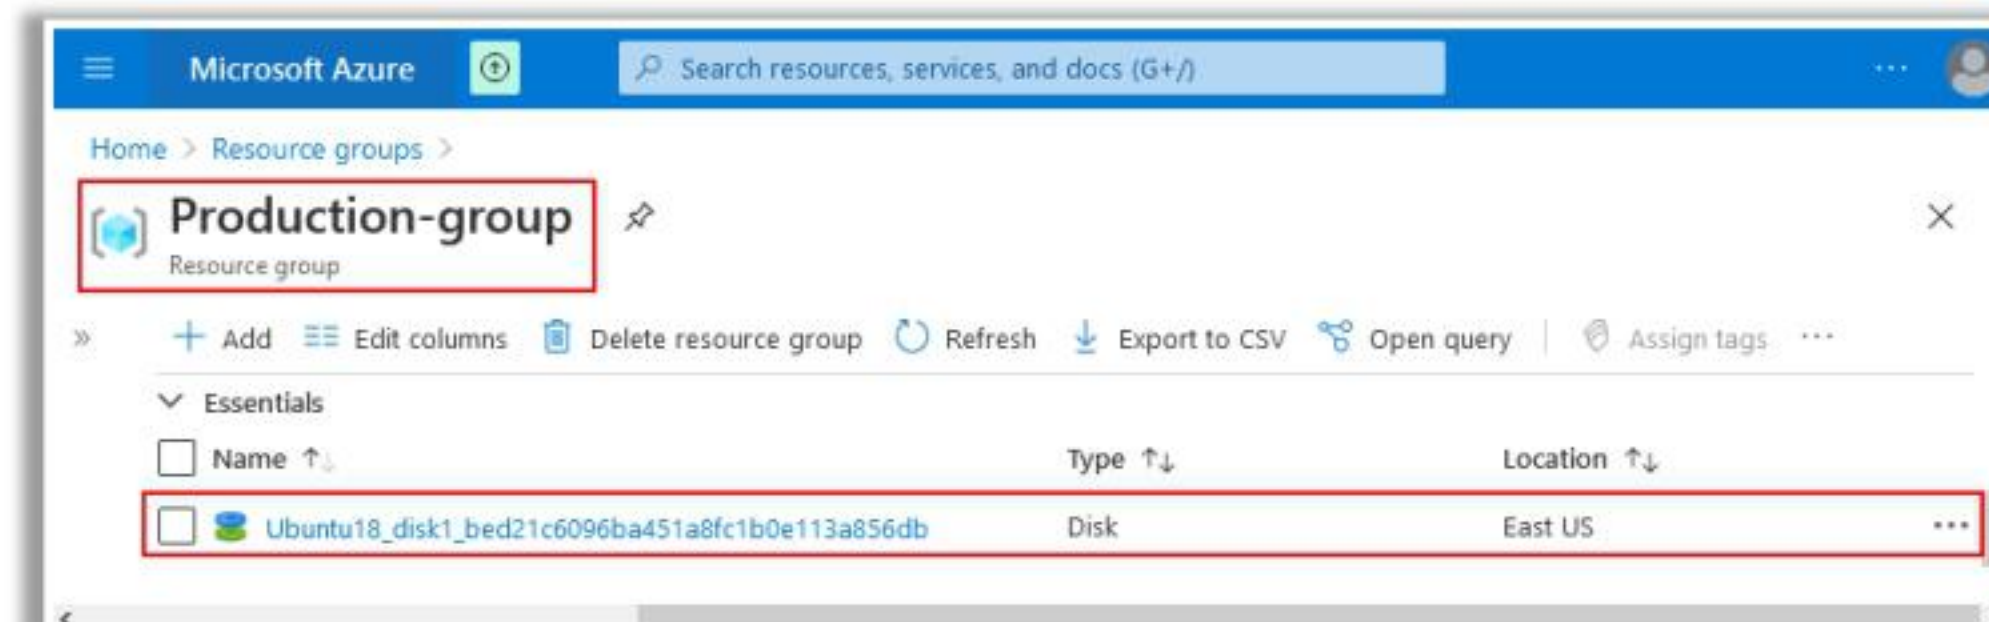 Microsoft Azure Search resources, services, and docs (G+/) ...
Home > Resource groups >
Production-group
Resource group
» + Add Edit columns Delete resource group Refresh Export to CSV Open query Assign tags ...
Essentials
Name ↑↓ Type ↑↓ Location ↑↓
Ubuntu18_disk1_bed21c6096ba451a8fc1b0e113a856db Disk East US ...